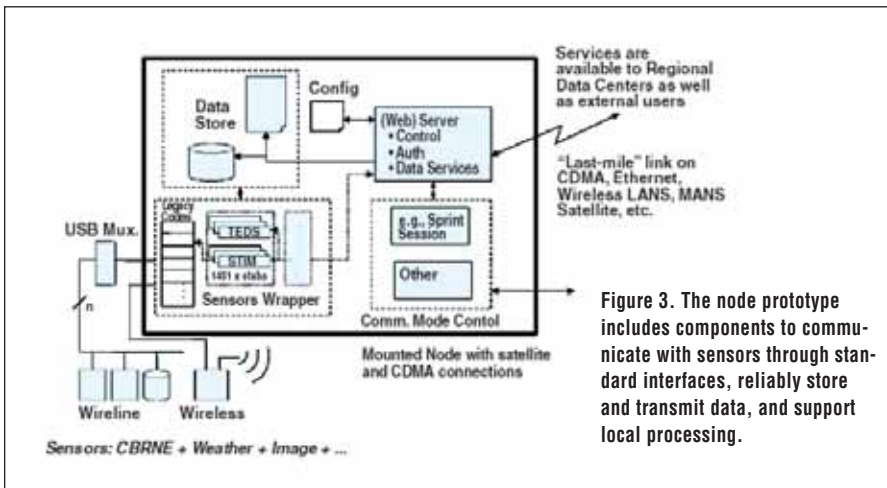 Services are
available to Regional
Data Centers as well
as external users
Config
Data
Store
(Web) Server
• Control
• Auth
• Data Services
"Last-mile" link on
CDMA, Ethernet,
Wireless LANS, MANS
Satellite, etc.
Legacy
USB Mux.
TEDS
STIM
Sensors Wrapper
e.g., Sprint
Session
Other
Comm. Mode Contol
n
Mounted Node with satellite
and CDMA connections
Wireline
Wireless
Sensors: CBRNE + Weather + Image + ...
Figure 3. The node prototype
includes components to commu-
nicate with sensors through stan-
dard interfaces, reliably store
and transmit data, and support
local processing.